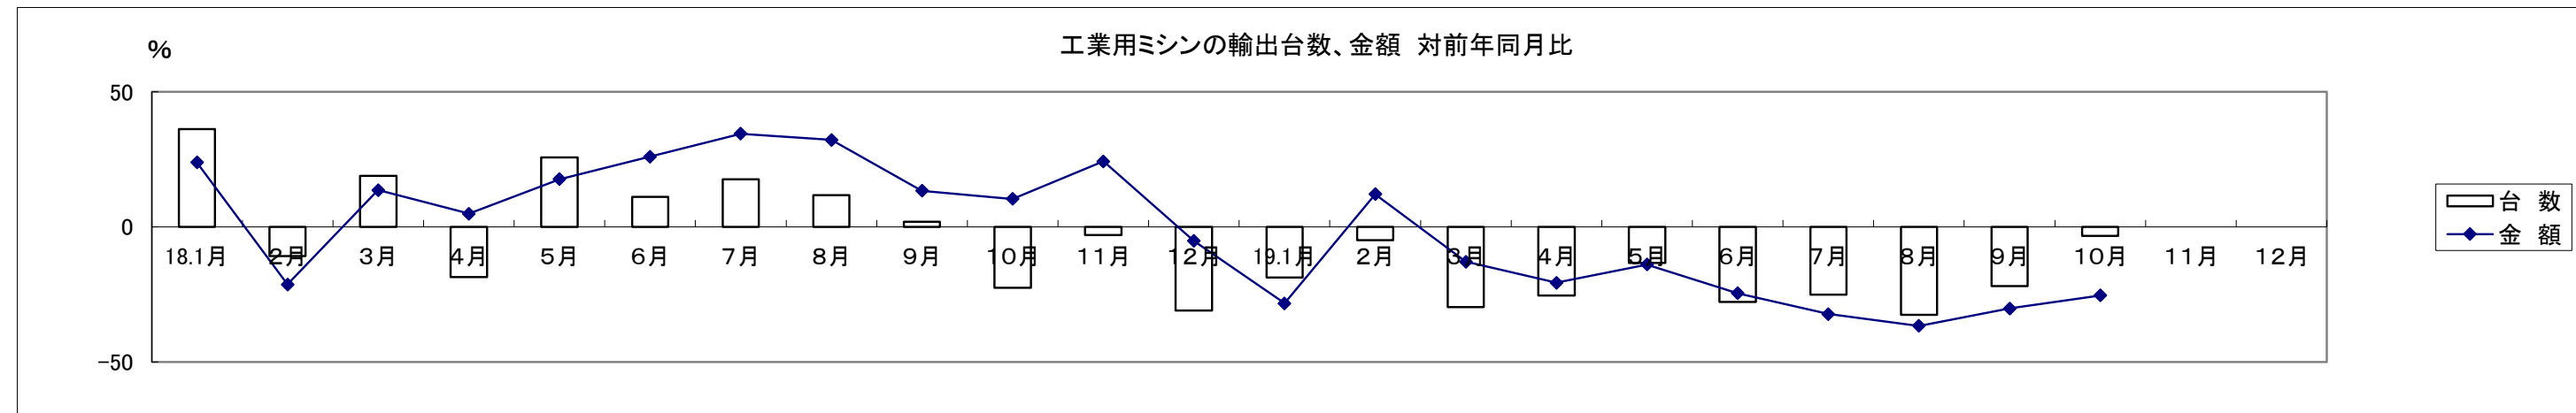 工業用ミシンの輸出台数、金額 対前年同月比
%
50
0
-50
18.1月 2月 3月 4月 5月 6月 7月 8月 9月 10月 11月 12月 19.1月 2月 3月 4月 5月 6月 7月 8月 9月 10月 11月 12月
台 数
金 額